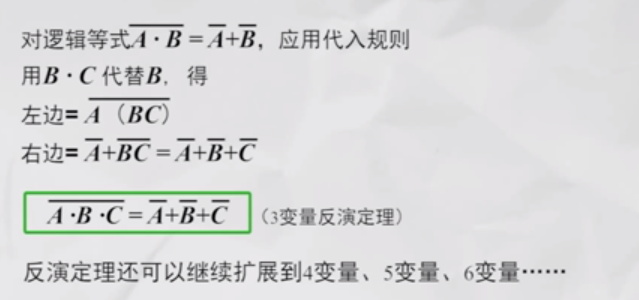 对逻辑等式$\overline{A \cdot B} = \overline{A}+\overline{B}$，应用代入规则
用B·C 代替B，得
左边= $\overline{A（BC）}$
右边= $\overline{A}+\overline{BC} = \overline{A}+\overline{B}+\overline{C}$
$\overline{A \cdot B \cdot C} = \overline{A}+\overline{B}+\overline{C}$（3变量反演定理）
反演定理还可以继续扩展到4变量、5变量、6变量……